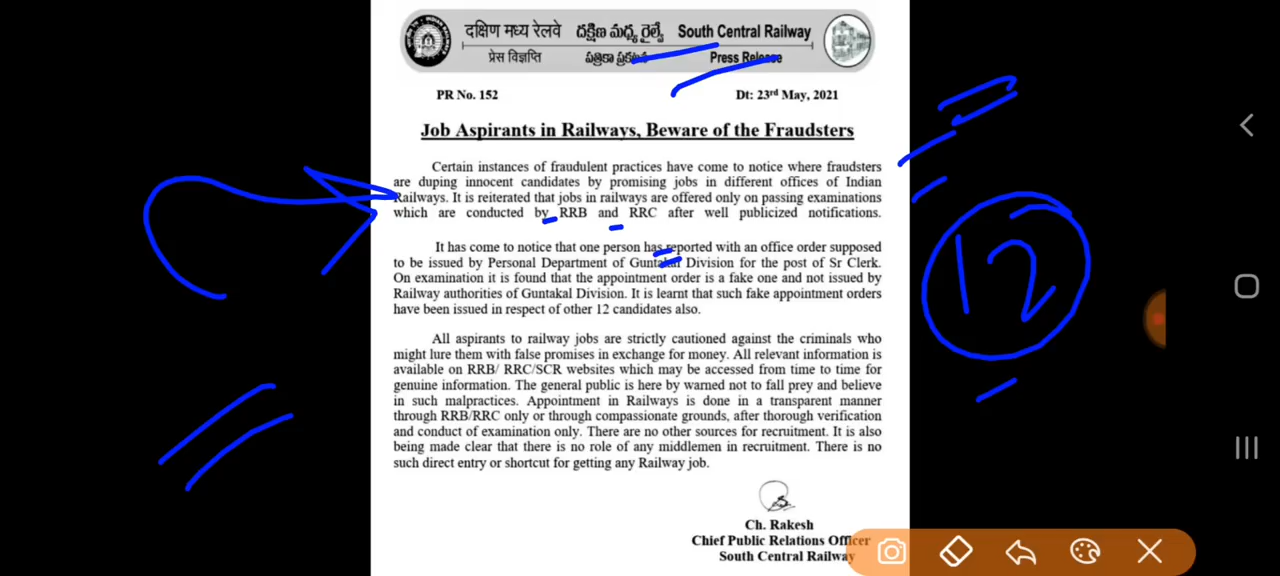 दक्षिण मध्य रेलवे దక్షిణ మధ్య రైల్వే South Central Railway
प्रेस विज्ञप्ति పత్రికా ప్రకటన Press Release
PR No. 152 Dt: 23rd May, 2021
Job Aspirants in Railways, Beware of the Fraudsters
Certain instances of fraudulent practices have come to notice where fraudsters
are duping innocent candidates by promising jobs in different offices of Indian
Railways. It is reiterated that jobs in railways are offered only on passing examinations
which are conducted by RRB and RRC after well publicized notifications.
It has come to notice that one person has reported with an office order supposed
to be issued by Personal Department of Guntakal Division for the post of Sr Clerk.
On examination it is found that the appointment order is a fake one and not issued by
Railway authorities of Guntakal Division. It is learnt that such fake appointment orders
have been issued in respect of other 12 candidates also.
All aspirants to railway jobs are strictly cautioned against the criminals who
might lure them with false promises in exchange for money. All relevant information is
available on RRB/ RRC/SCR websites which may be accessed from time to time for
genuine information. The general public is here by warned not to fall prey and believe
in such malpractices. Appointment in Railways is done in a transparent manner
through RRB/RRC only or through compassionate grounds, after thorough verification
and conduct of examination only. There are no other sources for recruitment. It is also
being made clear that there is no role of any middlemen in recruitment. There is no
such direct entry or shortcut for getting any Railway job.
Ch. Rakesh
Chief Public Relations Officer
South Central Railway
12